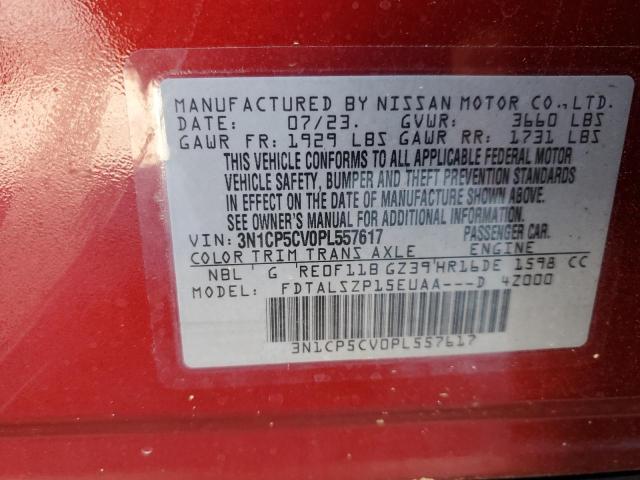 MANUFACTURED BY NISSAN MOTOR CO.,LTD.
DATE: 07/23. GVWR: 3660 LBS
GAWR FR: 1929 LBS GAWR RR: 1731 LBS
THIS VEHICLE CONFORMS TO ALL APPLICABLE FEDERAL MOTOR
VEHICLE SAFETY, BUMPER AND THEFT PREVENTION STANDARDS
IN EFFECT ON THE DATE OF MANUFACTURE SHOWN ABOVE.
SEE OWNER'S MANUAL FOR ADDITIONAL INFORMATION.
VIN: 3N1CP5CV0PL557617 PASSENGER CAR.
COLOR TRIM TRANS AXLE ENGINE
NBL G RE0F11B GZ39 HR16DE 1598 CC
MODEL: FDTALSZP15EUAA---D 4Z000
3N1CP5CV0PL557617